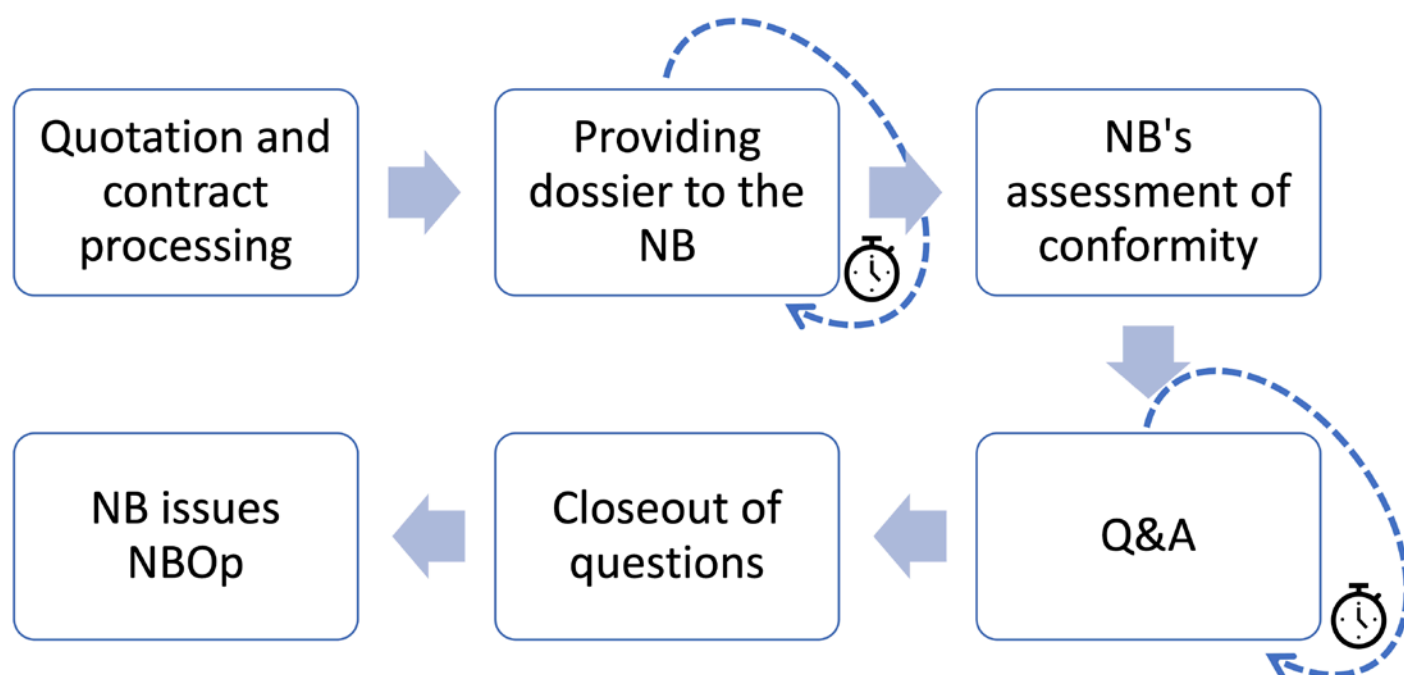 Quotation and
contract
processing
Providing
dossier to the
NB
NB's
assessment of
conformity
Q&A
Closeout of
questions
NB issues
NBOp